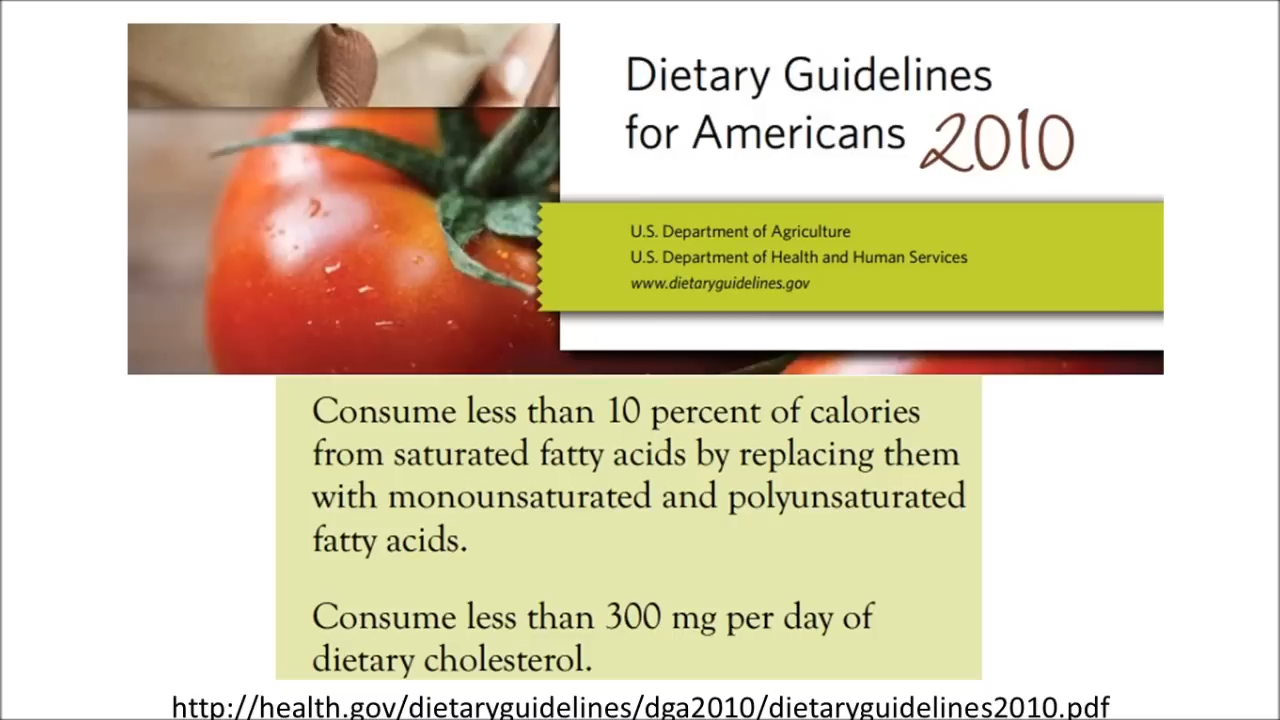 Dietary Guidelines
for Americans 2010
U.S. Department of Agriculture
U.S. Department of Health and Human Services
www.dietaryguidelines.gov
Consume less than 10 percent of calories
from saturated fatty acids by replacing them
with monounsaturated and polyunsaturated
fatty acids.
Consume less than 300 mg per day of
dietary cholesterol.
http://health.gov/dietaryguidelines/dga2010/dietaryguidelines2010.pdf